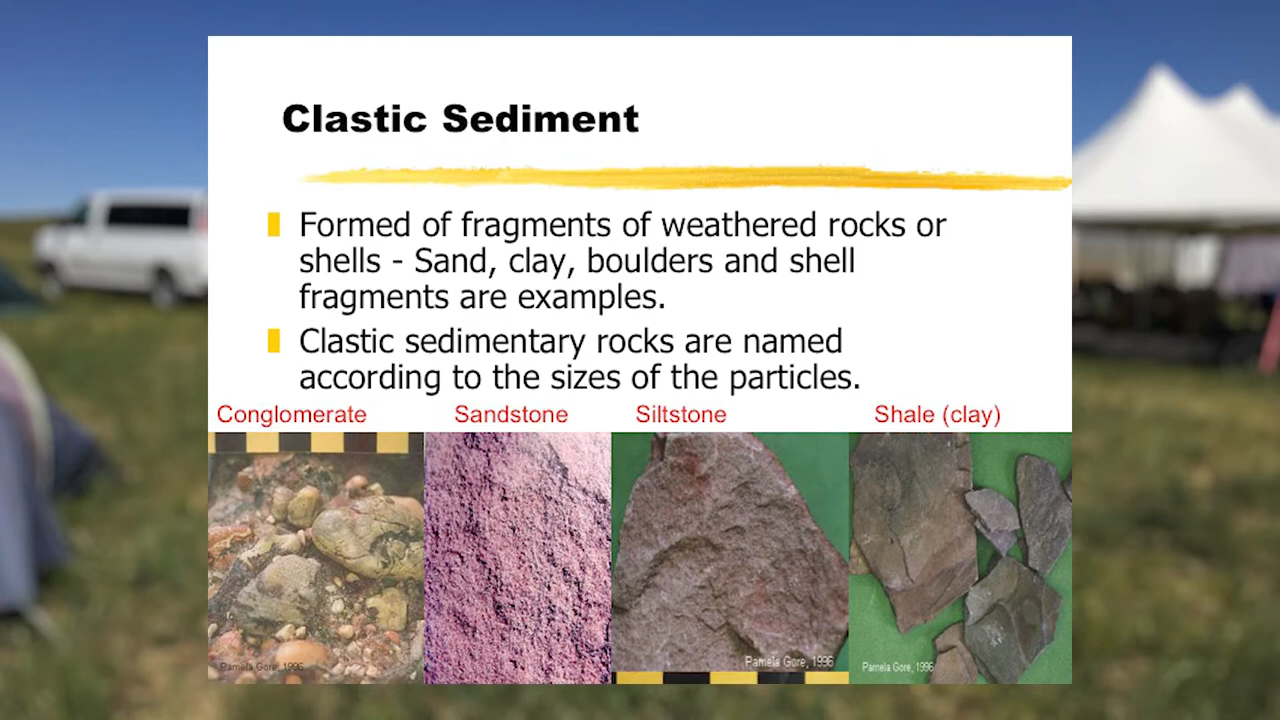 Clastic Sediment
Formed of fragments of weathered rocks or
shells - Sand, clay, boulders and shell
fragments are examples.
Clastic sedimentary rocks are named
according to the sizes of the particles.
Conglomerate Sandstone Siltstone Shale (clay)
Pamela Gore, 1996 Pamela Gore, 1996 Pamela Gore, 1996